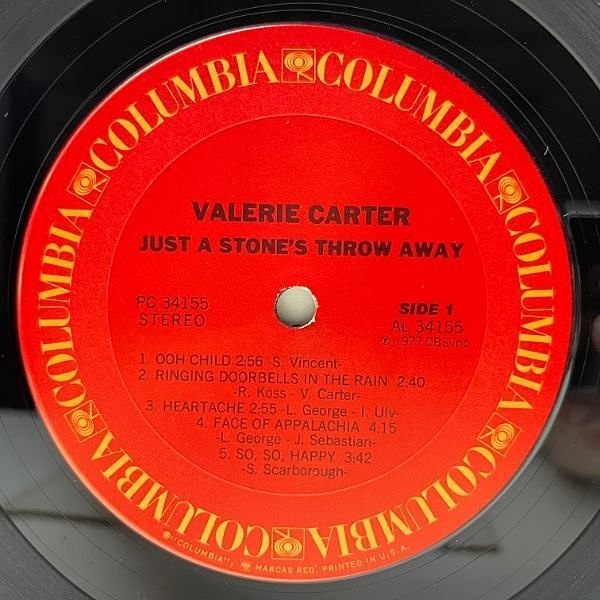 COLUMBIA COLUMBIA COLUMBIA COLUMBIA COLUMBIA COLUMBIA COLUMBIA
VALERIE CARTER
JUST A STONE'S THROW AWAY
PC 34155
STEREO
SIDE 1
AL 34155
℗ 1977 CBS Inc
1. OOH CHILD 2:56 -S. Vincent-
2. RINGING DOORBELLS IN THE RAIN 2:40
-R. Koss - V. Carter-
3. HEARTACHE 2:55 -L. George - I. Ulv-
4. FACE OF APPALACHIA 4:15
-L. George - J. Sebastian-
5. SO, SO, HAPPY 3:42
-S. Scarborough-
®"COLUMBIA", MARCAS REG. PRINTED IN U.S.A.